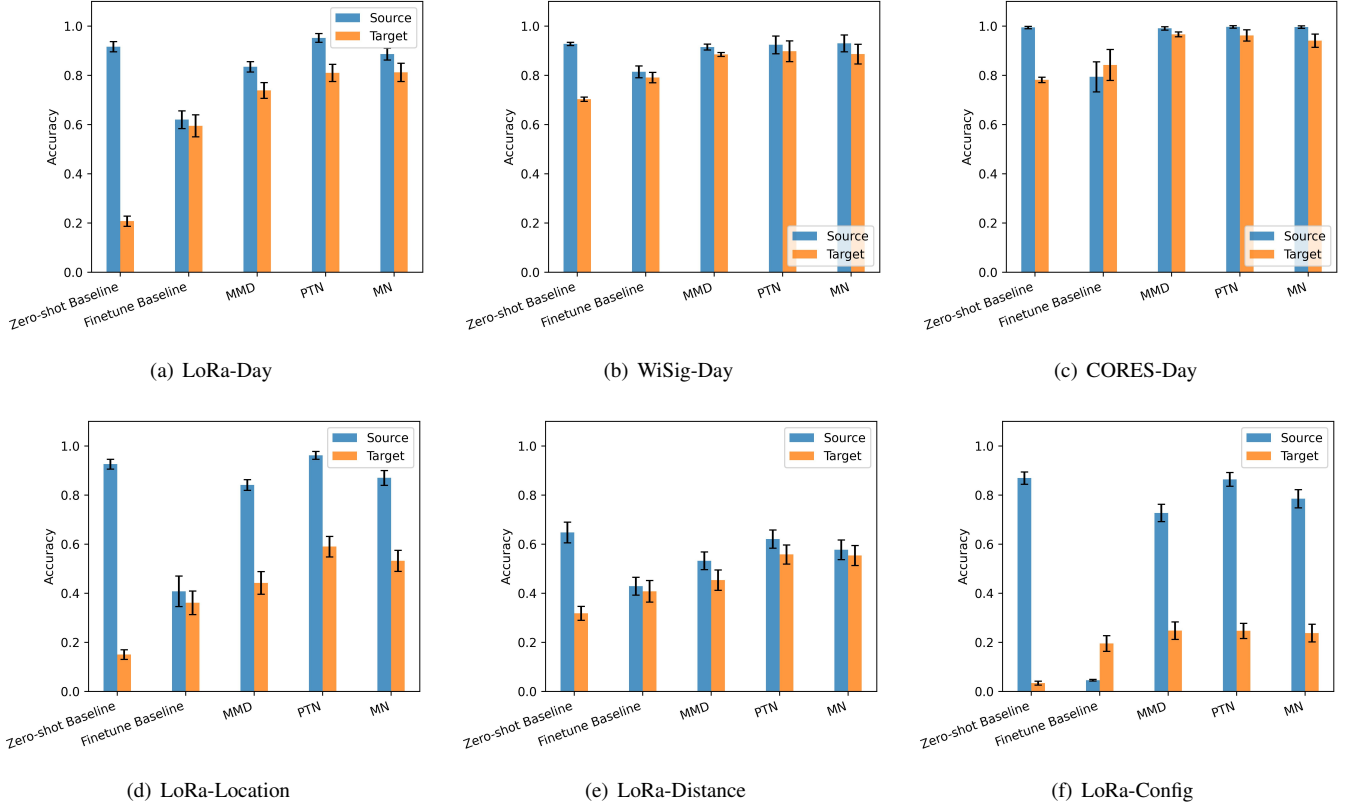 1.0
0.8
0.6
0.4
0.2
0.0
Accuracy
Source
Target
Zero-shot Baseline
Finetune Baseline
MMD
PTN
MN
(a) LoRa-Day
1.0
0.8
0.6
0.4
0.2
0.0
Accuracy
Source
Target
Zero-shot Baseline
Finetune Baseline
MMD
PTN
MN
(b) WiSig-Day
1.0
0.8
0.6
0.4
0.2
0.0
Accuracy
Source
Target
Zero-shot Baseline
Finetune Baseline
MMD
PTN
MN
(c) CORES-Day
1.0
0.8
0.6
0.4
0.2
0.0
Accuracy
Source
Target
Zero-shot Baseline
Finetune Baseline
MMD
PTN
MN
(d) LoRa-Location
1.0
0.8
0.6
0.4
0.2
0.0
Accuracy
Source
Target
Zero-shot Baseline
Finetune Baseline
MMD
PTN
MN
(e) LoRa-Distance
1.0
0.8
0.6
0.4
0.2
0.0
Accuracy
Source
Target
Zero-shot Baseline
Finetune Baseline
MMD
PTN
MN
(f) LoRa-Config